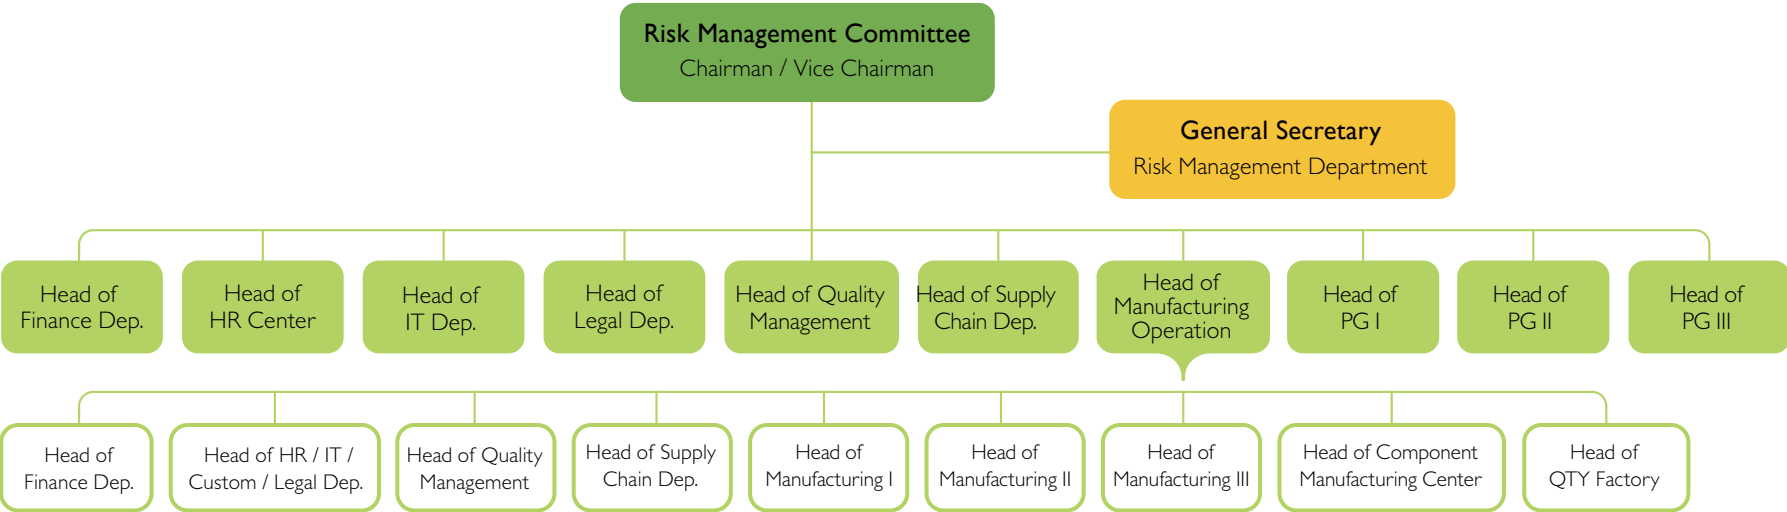 Risk Management Committee
Chairman / Vice Chairman
General Secretary
Risk Management Department
Head of
Finance Dep.
Head of
HR Center
Head of
IT Dep.
Head of
Legal Dep.
Head of Quality
Management
Head of Supply
Chain Dep.
Head of
Manufacturing
Operation
Head of
PG I
Head of
PG II
Head of
PG III
Head of
Finance Dep.
Head of HR / IT /
Custom / Legal Dep.
Head of Quality
Management
Head of Supply
Chain Dep.
Head of
Manufacturing I
Head of
Manufacturing II
Head of
Manufacturing III
Head of Component
Manufacturing Center
Head of
QTY Factory